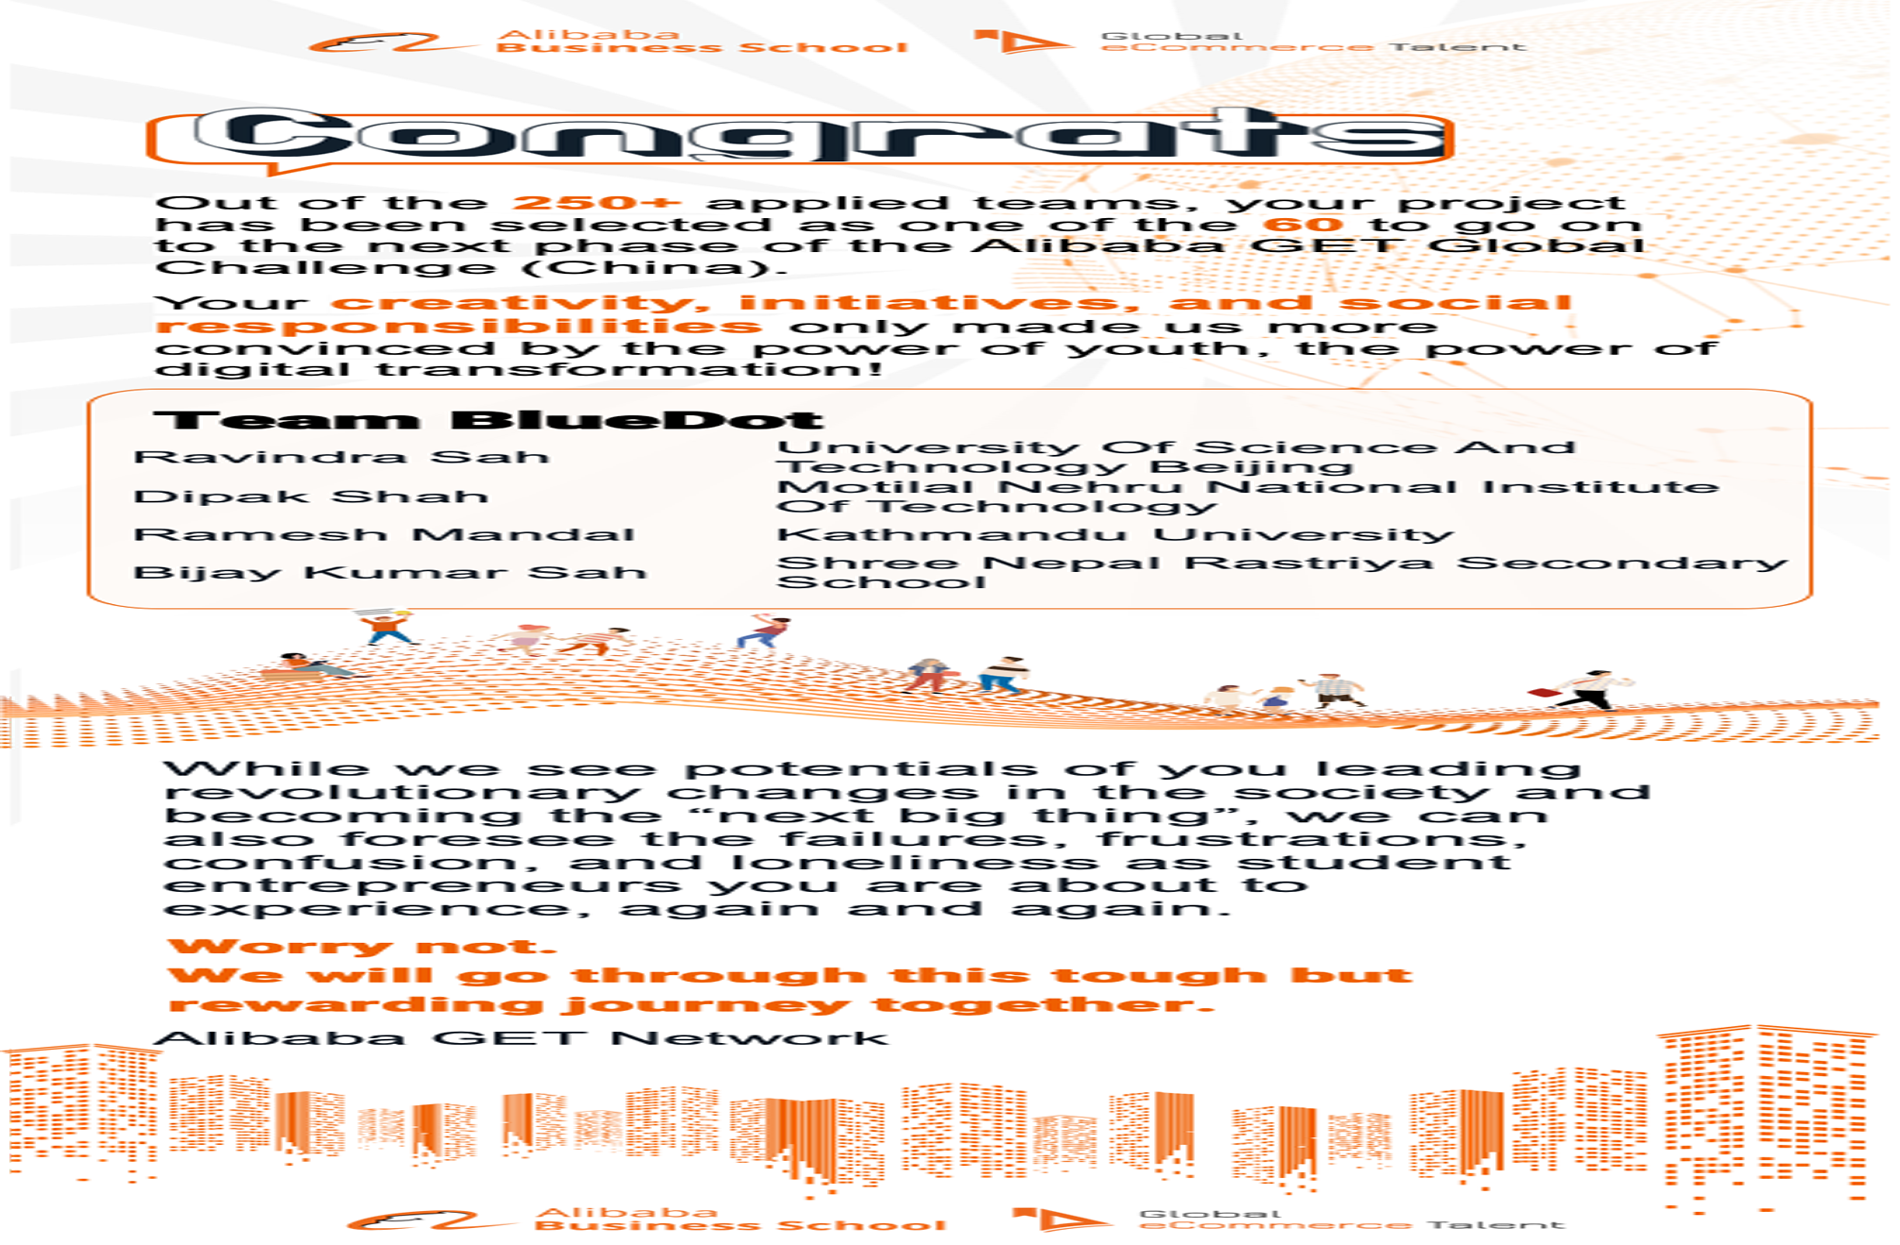 Alibaba
Business School
Global
eCommerce Talent
Congrats
Out of the 250+ applied teams, your project
has been selected as one of the 60 to go on
to the next phase of the Alibaba GET Global
Challenge (China).
Your creativity, initiatives, and social
responsibilities only made us more
convinced by the power of youth, the power of
digital transformation!
Team BlueDot
Ravindra Sah
University Of Science And
Technology Beijing
Dipak Shah
Motilal Nehru National Institute
Of Technology
Ramesh Mandal
Kathmandu University
Bijay Kumar Sah
Shree Nepal Rastriya Secondary
School
While we see potentials of you leading
revolutionary changes in the society and
becoming the “next big thing”, we can
also foresee the failures, frustrations,
confusion, and loneliness as student
entrepreneurs you are about to
experience, again and again.
Worry not.
We will go through this tough but
rewarding journey together.
Alibaba GET Network
Alibaba
Business School
Global
eCommerce Talent